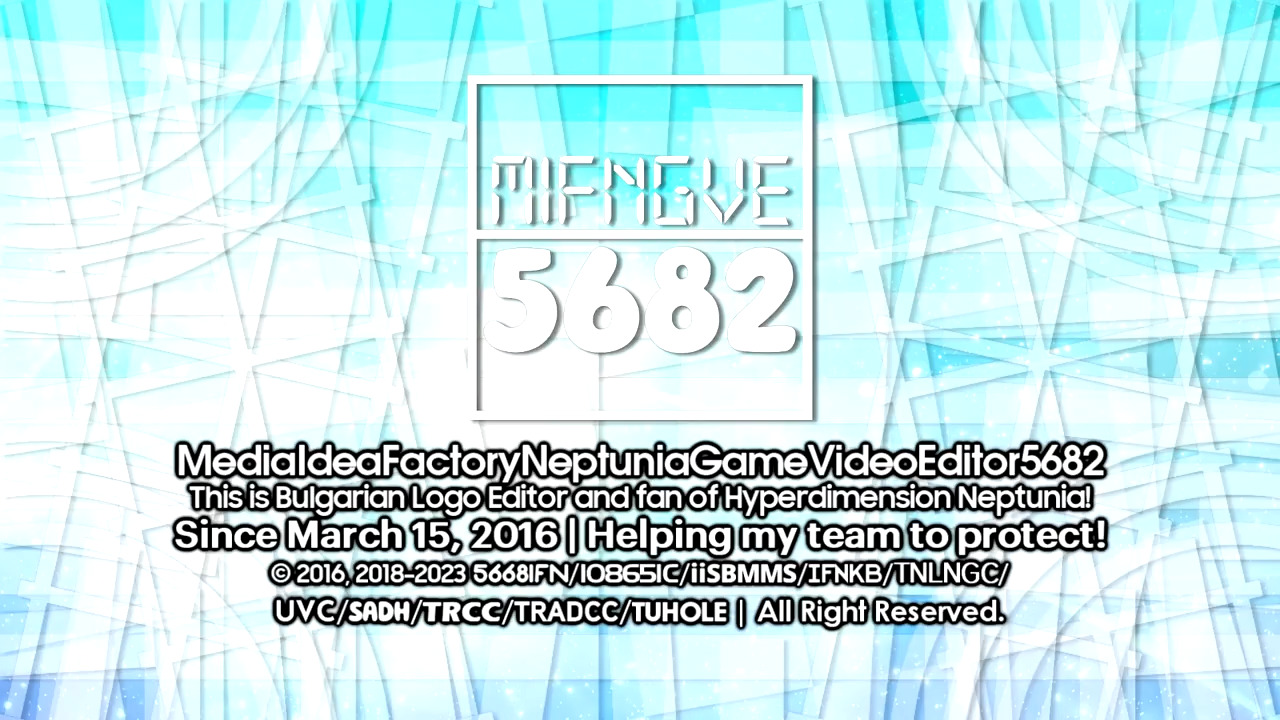 MIFNGVE
5682
MediaIdeaFactoryNeptuniaGameVideoEditor5682
This is Bulgarian Logo Editor and fan of Hyperdimension Neptunia!
Since March 15, 2016 | Helping my team to protect!
© 2016, 2018-2023 5668IFN/IO865IC/iiSBMMS/IFNKB/TNLNGC/
UVC/SADH/TRCC/TRADCC/TUHOLE | All Right Reserved.